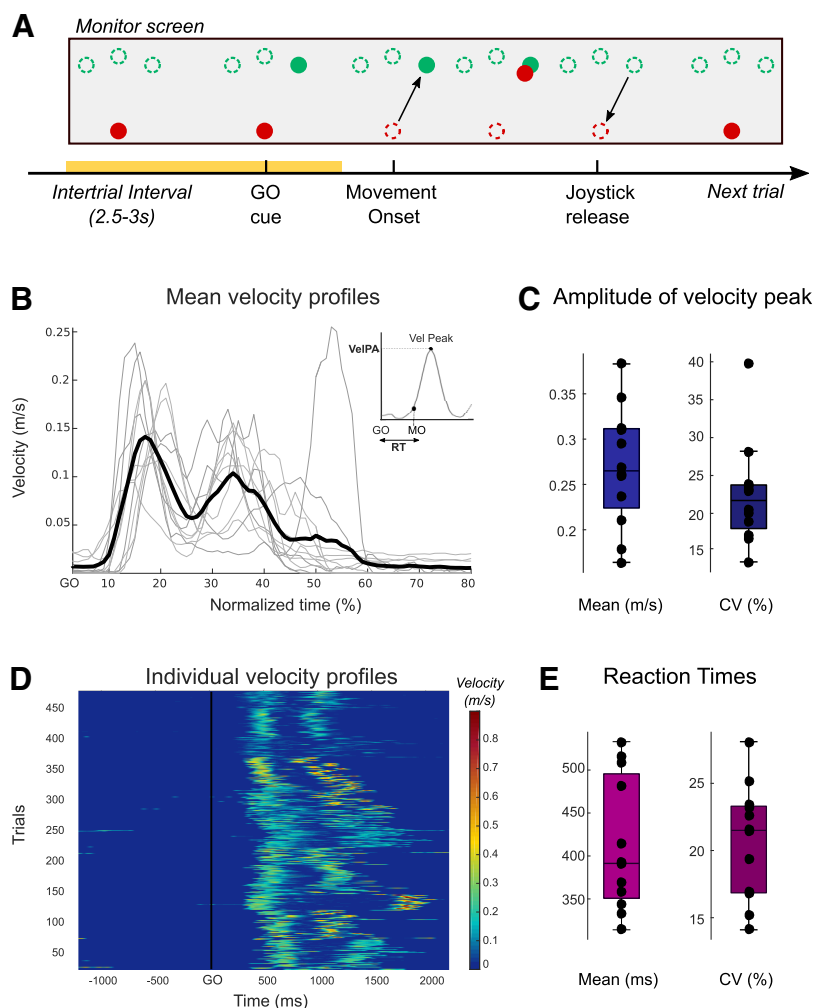 A
Monitor screen
Intertrial Interval
(2.5-3s)
GO
cue
Movement
Onset
Joystick
release
Next trial
B
Mean velocity profiles
Velocity (m/s)
0.25
0.2
0.15
0.1
0.05
GO 10 20 30 40 50 60 70 80
Normalized time (%)
VelPA
Vel Peak
GO MO
RT
C
Amplitude of velocity peak
0.35
0.3
0.25
0.2
Mean (m/s)
40
35
30
25
20
15
CV (%)
D
Individual velocity profiles
Trials
450
400
350
300
250
200
150
100
50
-1000 -500 GO 500 1000 1500 2000
Time (ms)
Velocity
(m/s)
0.8
0.7
0.6
0.5
0.4
0.3
0.2
0.1
0
E
Reaction Times
500
450
400
350
Mean (ms)
25
20
15
CV (%)